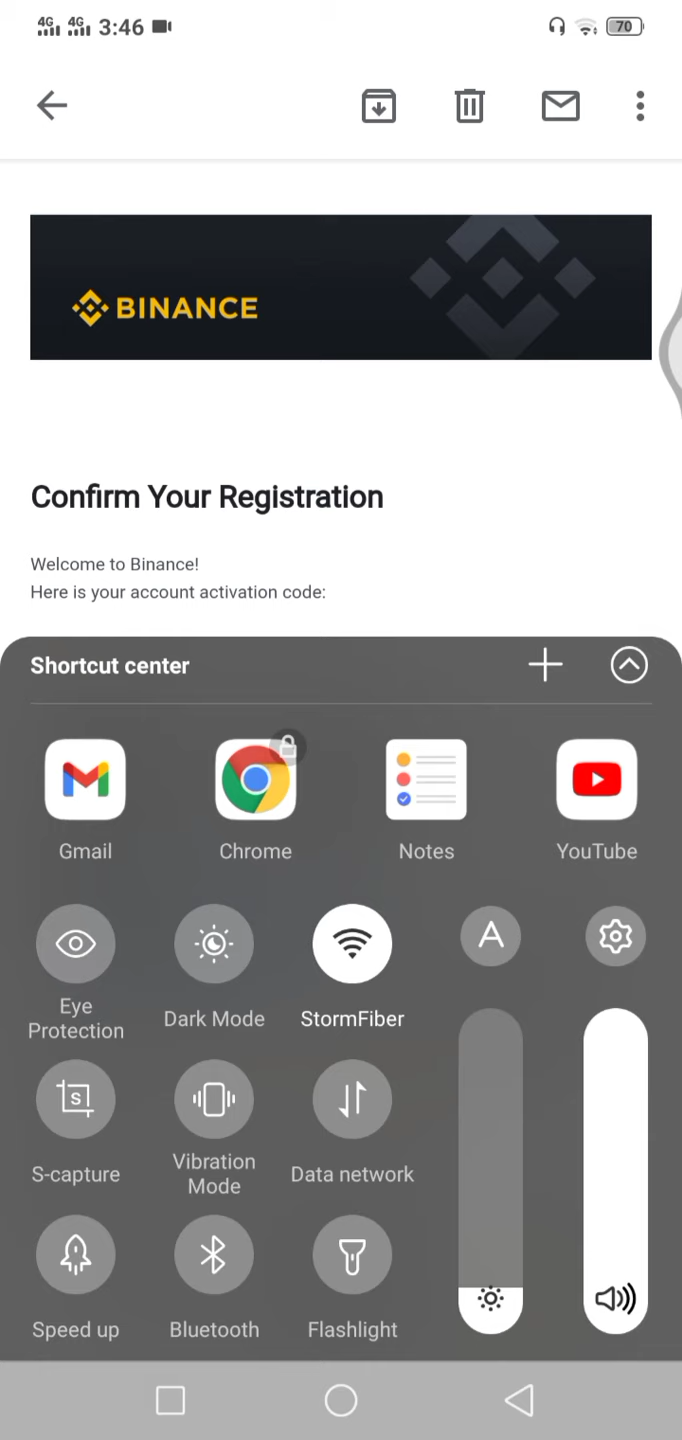 4G 4G 3:46 70
BINANCE
Confirm Your Registration
Welcome to Binance!
Here is your account activation code:
Shortcut center
Gmail Chrome Notes YouTube
A
Eye
Protection
Dark Mode
StormFiber
S
S-capture
Vibration
Mode
Data network
Speed up
Bluetooth
Flashlight